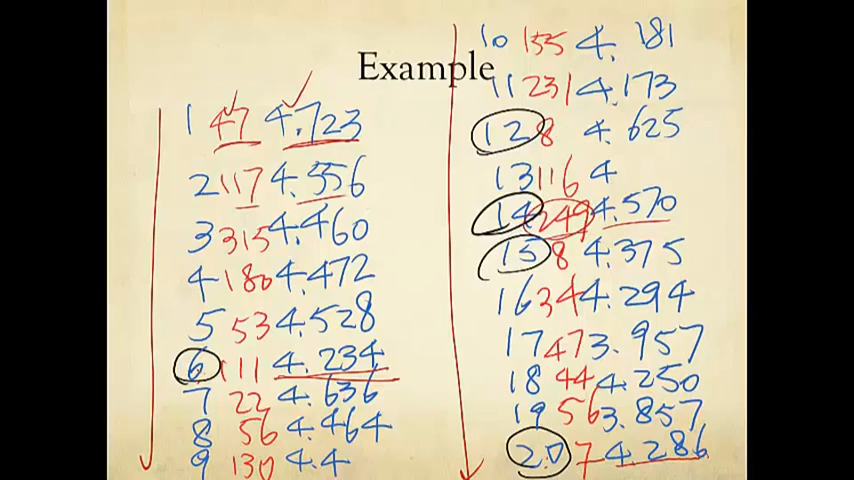 Example
1 47 4.723
2 117 4.556
3 315 4.460
4 180 4.472
5 53 4.528
6 111 4.234
7 22 4.636
8 56 4.464
9 130 4.4
10 155 4.181
11 231 4.173
12 8 4.625
13 116 4
14 249 4.570
15 8 4.375
16 34 4.294
17 47 3.957
18 44 4.250
19 56 3.857
20 7 4.286